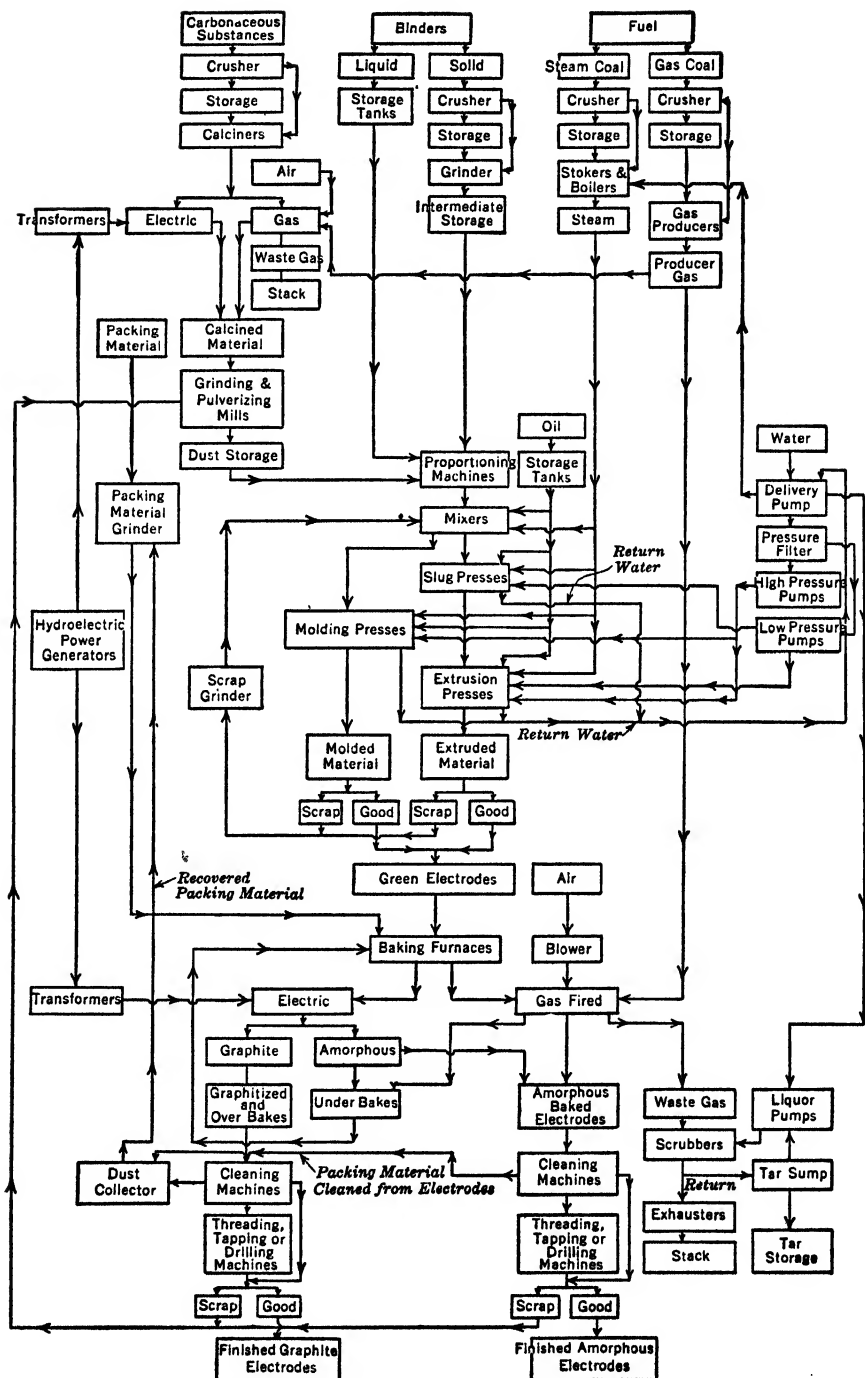 Carbonaceous
Substances
Binders
Fuel
Crusher
Liquid
Solid
Steam Coal
Gas Coal
Storage
Storage
Tanks
Crusher
Crusher
Crusher
Calciners
Storage
Storage
Storage
Air
Grinder
Stokers &
Boilers
Transformers
Electric
Gas
Intermediate
Storage
Steam
Gas
Producers
Waste Gas
Producer
Gas
Stack
Packing
Material
Calcined
Material
Grinding &
Pulverizing
Mills
Oil
Water
Dust Storage
Proportioning
Machines
Storage
Tanks
Delivery
Pump
Packing
Material
Grinder
Mixers
Return
Water
Pressure
Filter
Slug Presses
High Pressure
Pumps
Hydroelectric
Power
Generators
Molding Presses
Low Pressure
Pumps
Scrap
Grinder
Extrusion
Presses
Return Water
Molded
Material
Extruded
Material
Scrap
Good
Scrap
Good
Recovered
Packing Material
Green Electrodes
Air
Baking Furnaces
Blower
Transformers
Electric
Gas Fired
Graphite
Amorphous
Graphitized
and
Over Bakes
Under Bakes
Amorphous
Baked
Electrodes
Waste Gas
Liquor
Pumps
Scrubbers
Dust
Collector
Cleaning
Machines
Packing Material
Cleaned from Electrodes
Cleaning
Machines
Return
Tar Sump
Threading,
Tapping or
Drilling
Machines
Threading,
Tapping or
Drilling
Machines
Exhausters
Stack
Tar
Storage
Scrap
Good
Scrap
Good
Finished Graphite
Electrodes
Finished Amorphous
Electrodes